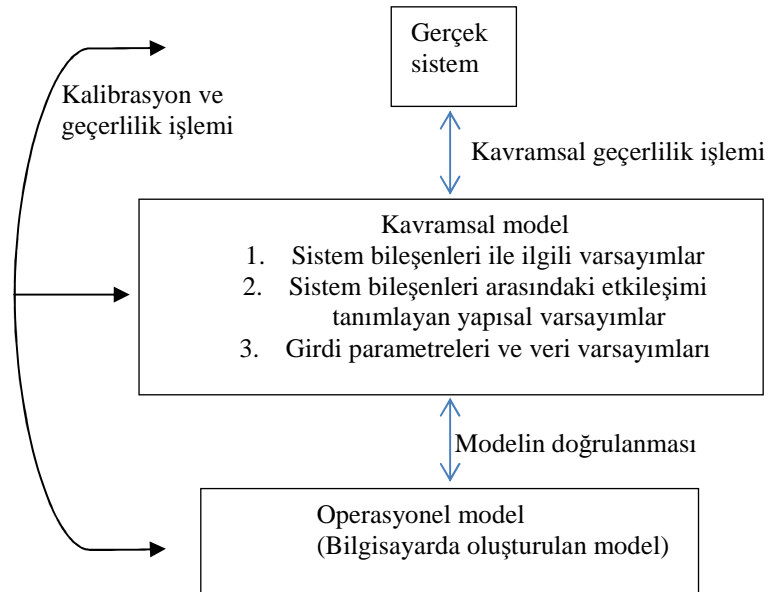 Gerçek
sistem
Kalibrasyon ve
geçerlilik işlemi
Kavramsal geçerlilik işlemi
Kavramsal model
1. Sistem bileşenleri ile ilgili varsayımlar
2. Sistem bileşenleri arasındaki etkileşimi
tanımlayan yapısal varsayımlar
3. Girdi parametreleri ve veri varsayımları
Modelin doğrulanması
Operasyonel model
(Bilgisayarda oluşturulan model)